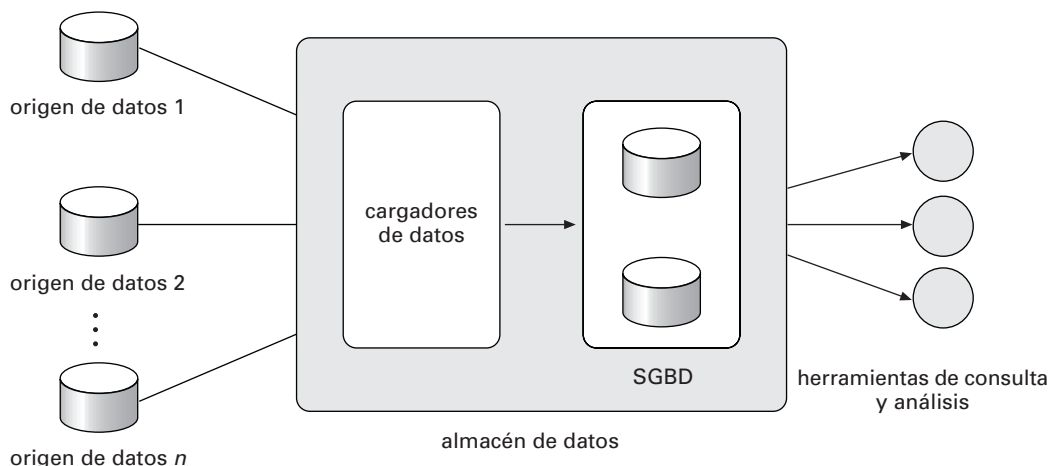 origen de datos 1
origen de datos 2
origen de datos n
cargadores
de datos
SGBD
almacén de datos
herramientas de consulta
y análisis